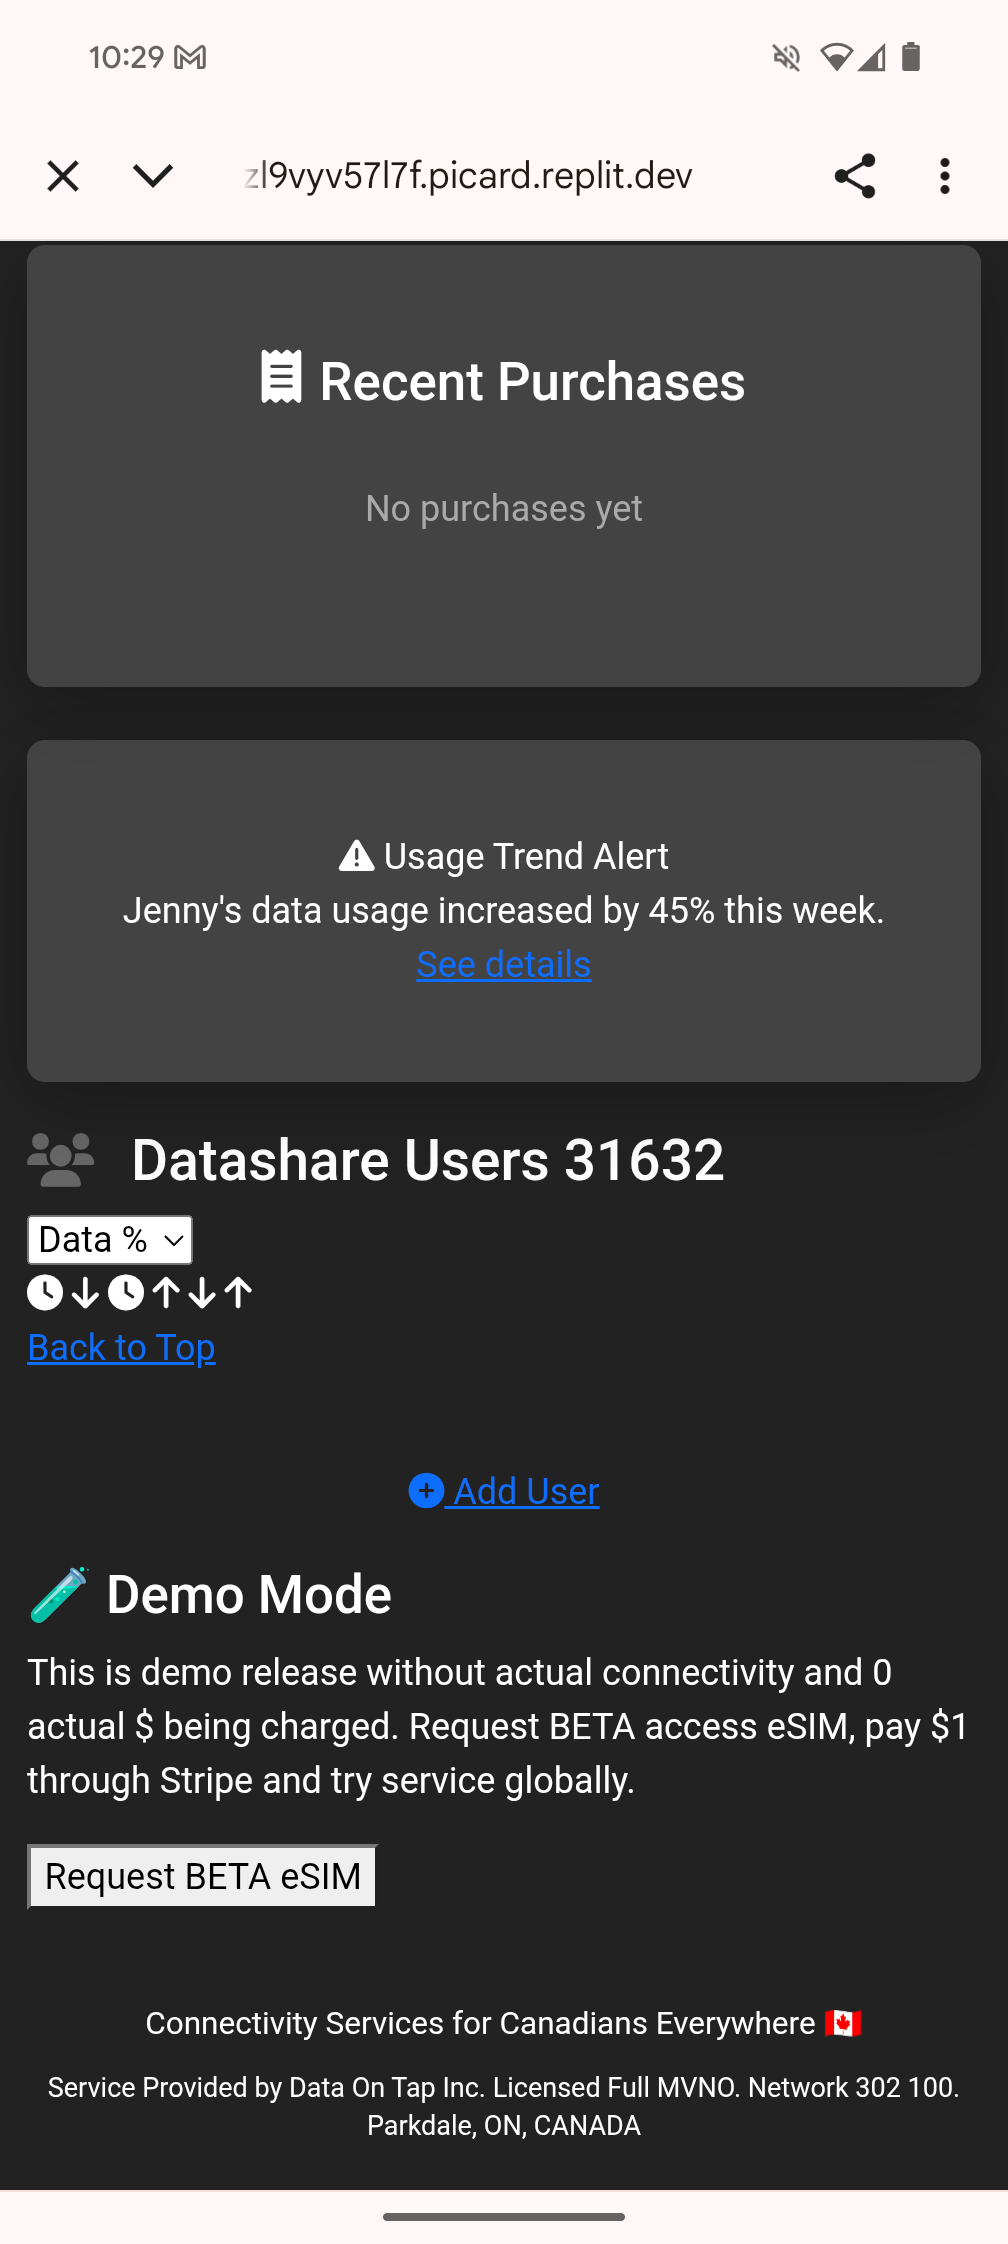 10:29
zl9vyv57l7f.picard.replit.dev
Recent Purchases
No purchases yet
Usage Trend Alert
Jenny's data usage increased by 45% this week.
See details
Datashare Users 31632
Data %
Back to Top
Add User
Demo Mode
This is demo release without actual connectivity and 0
actual $ being charged. Request BETA access eSIM, pay $1
through Stripe and try service globally.
Request BETA eSIM
Connectivity Services for Canadians Everywhere 🇨🇦
Service Provided by Data On Tap Inc. Licensed Full MVNO. Network 302 100.
Parkdale, ON, CANADA